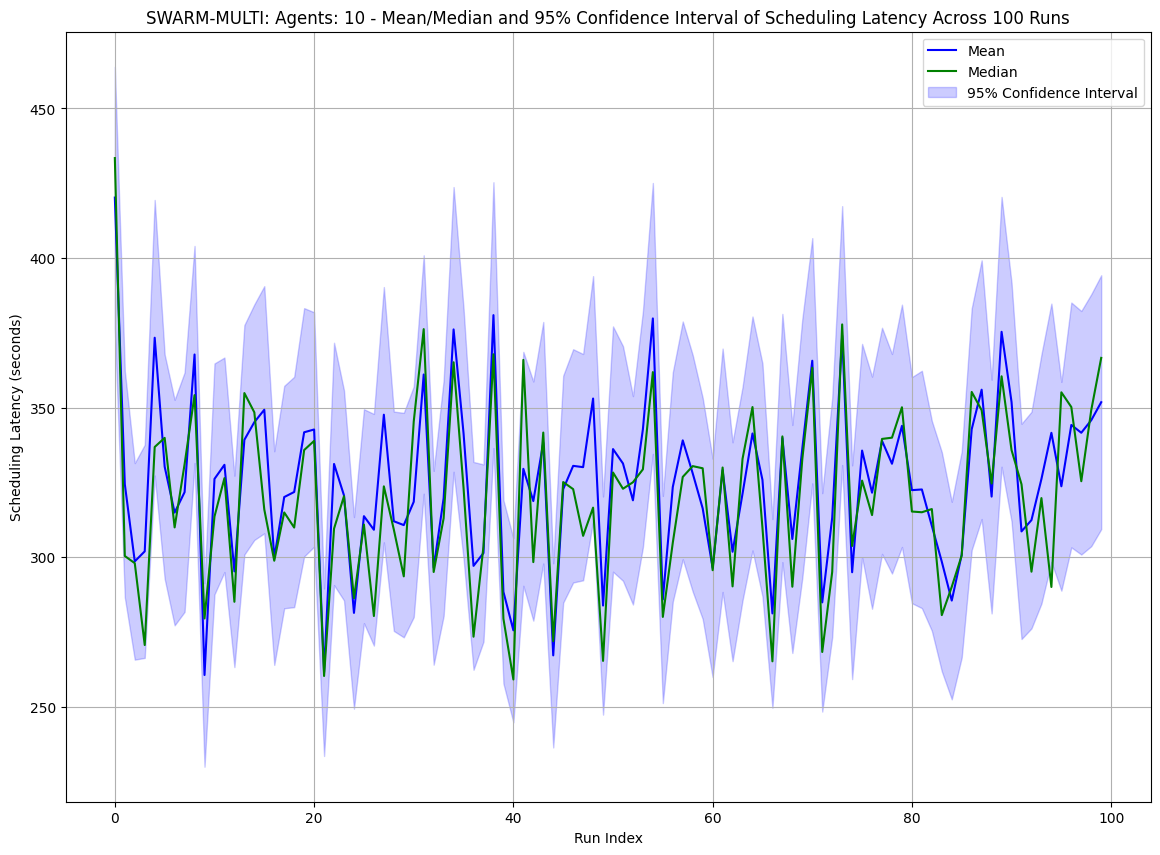 SWARM-MULTI: Agents: 10 - Mean/Median and 95% Confidence Interval of Scheduling Latency Across 100 Runs
Mean
Median
95% Confidence Interval
Scheduling Latency (seconds)
450
400
350
300
250
0
20
40
60
80
100
Run Index